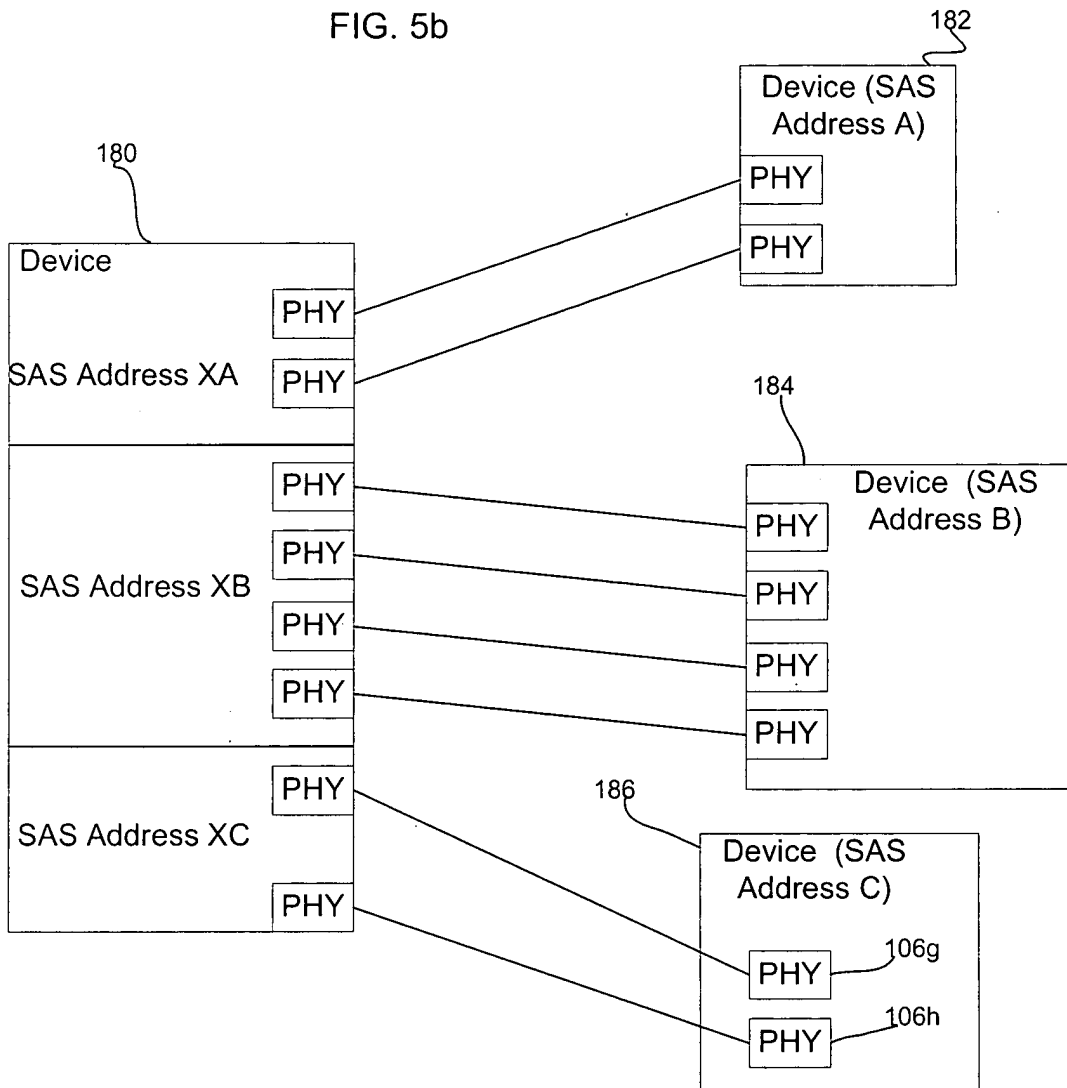 FIG. 5b
182
Device (SAS
Address A)
PHY
PHY
180
Device
PHY
SAS Address XA
PHY
184
Device (SAS
Address B)
PHY
PHY
PHY
PHY
PHY
PHY
SAS Address XB
PHY
PHY
186
Device (SAS
Address C)
PHY
SAS Address XC
PHY
PHY
106g
PHY
106h